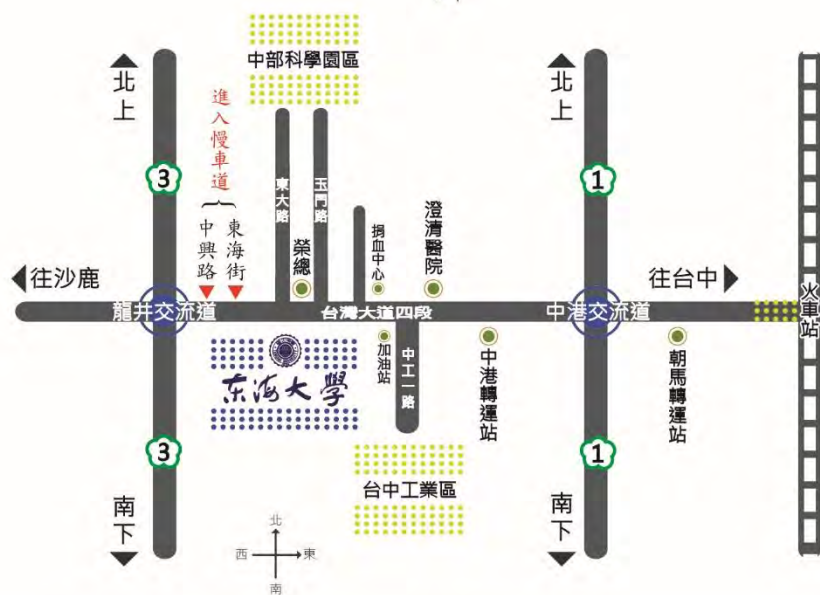 中部科學園區
北上
北上
進入慢車道
3
1
東大路
玉門路
中興路
東海街
榮總
捐血中心
澄清醫院
往沙鹿
往台中
龍井交流道
台灣大道四段
中港交流道
火車站
东海大學
加油站
中工一路
中港轉運站
朝馬轉運站
3
1
台中工業區
南下
南下
北
西
東
南